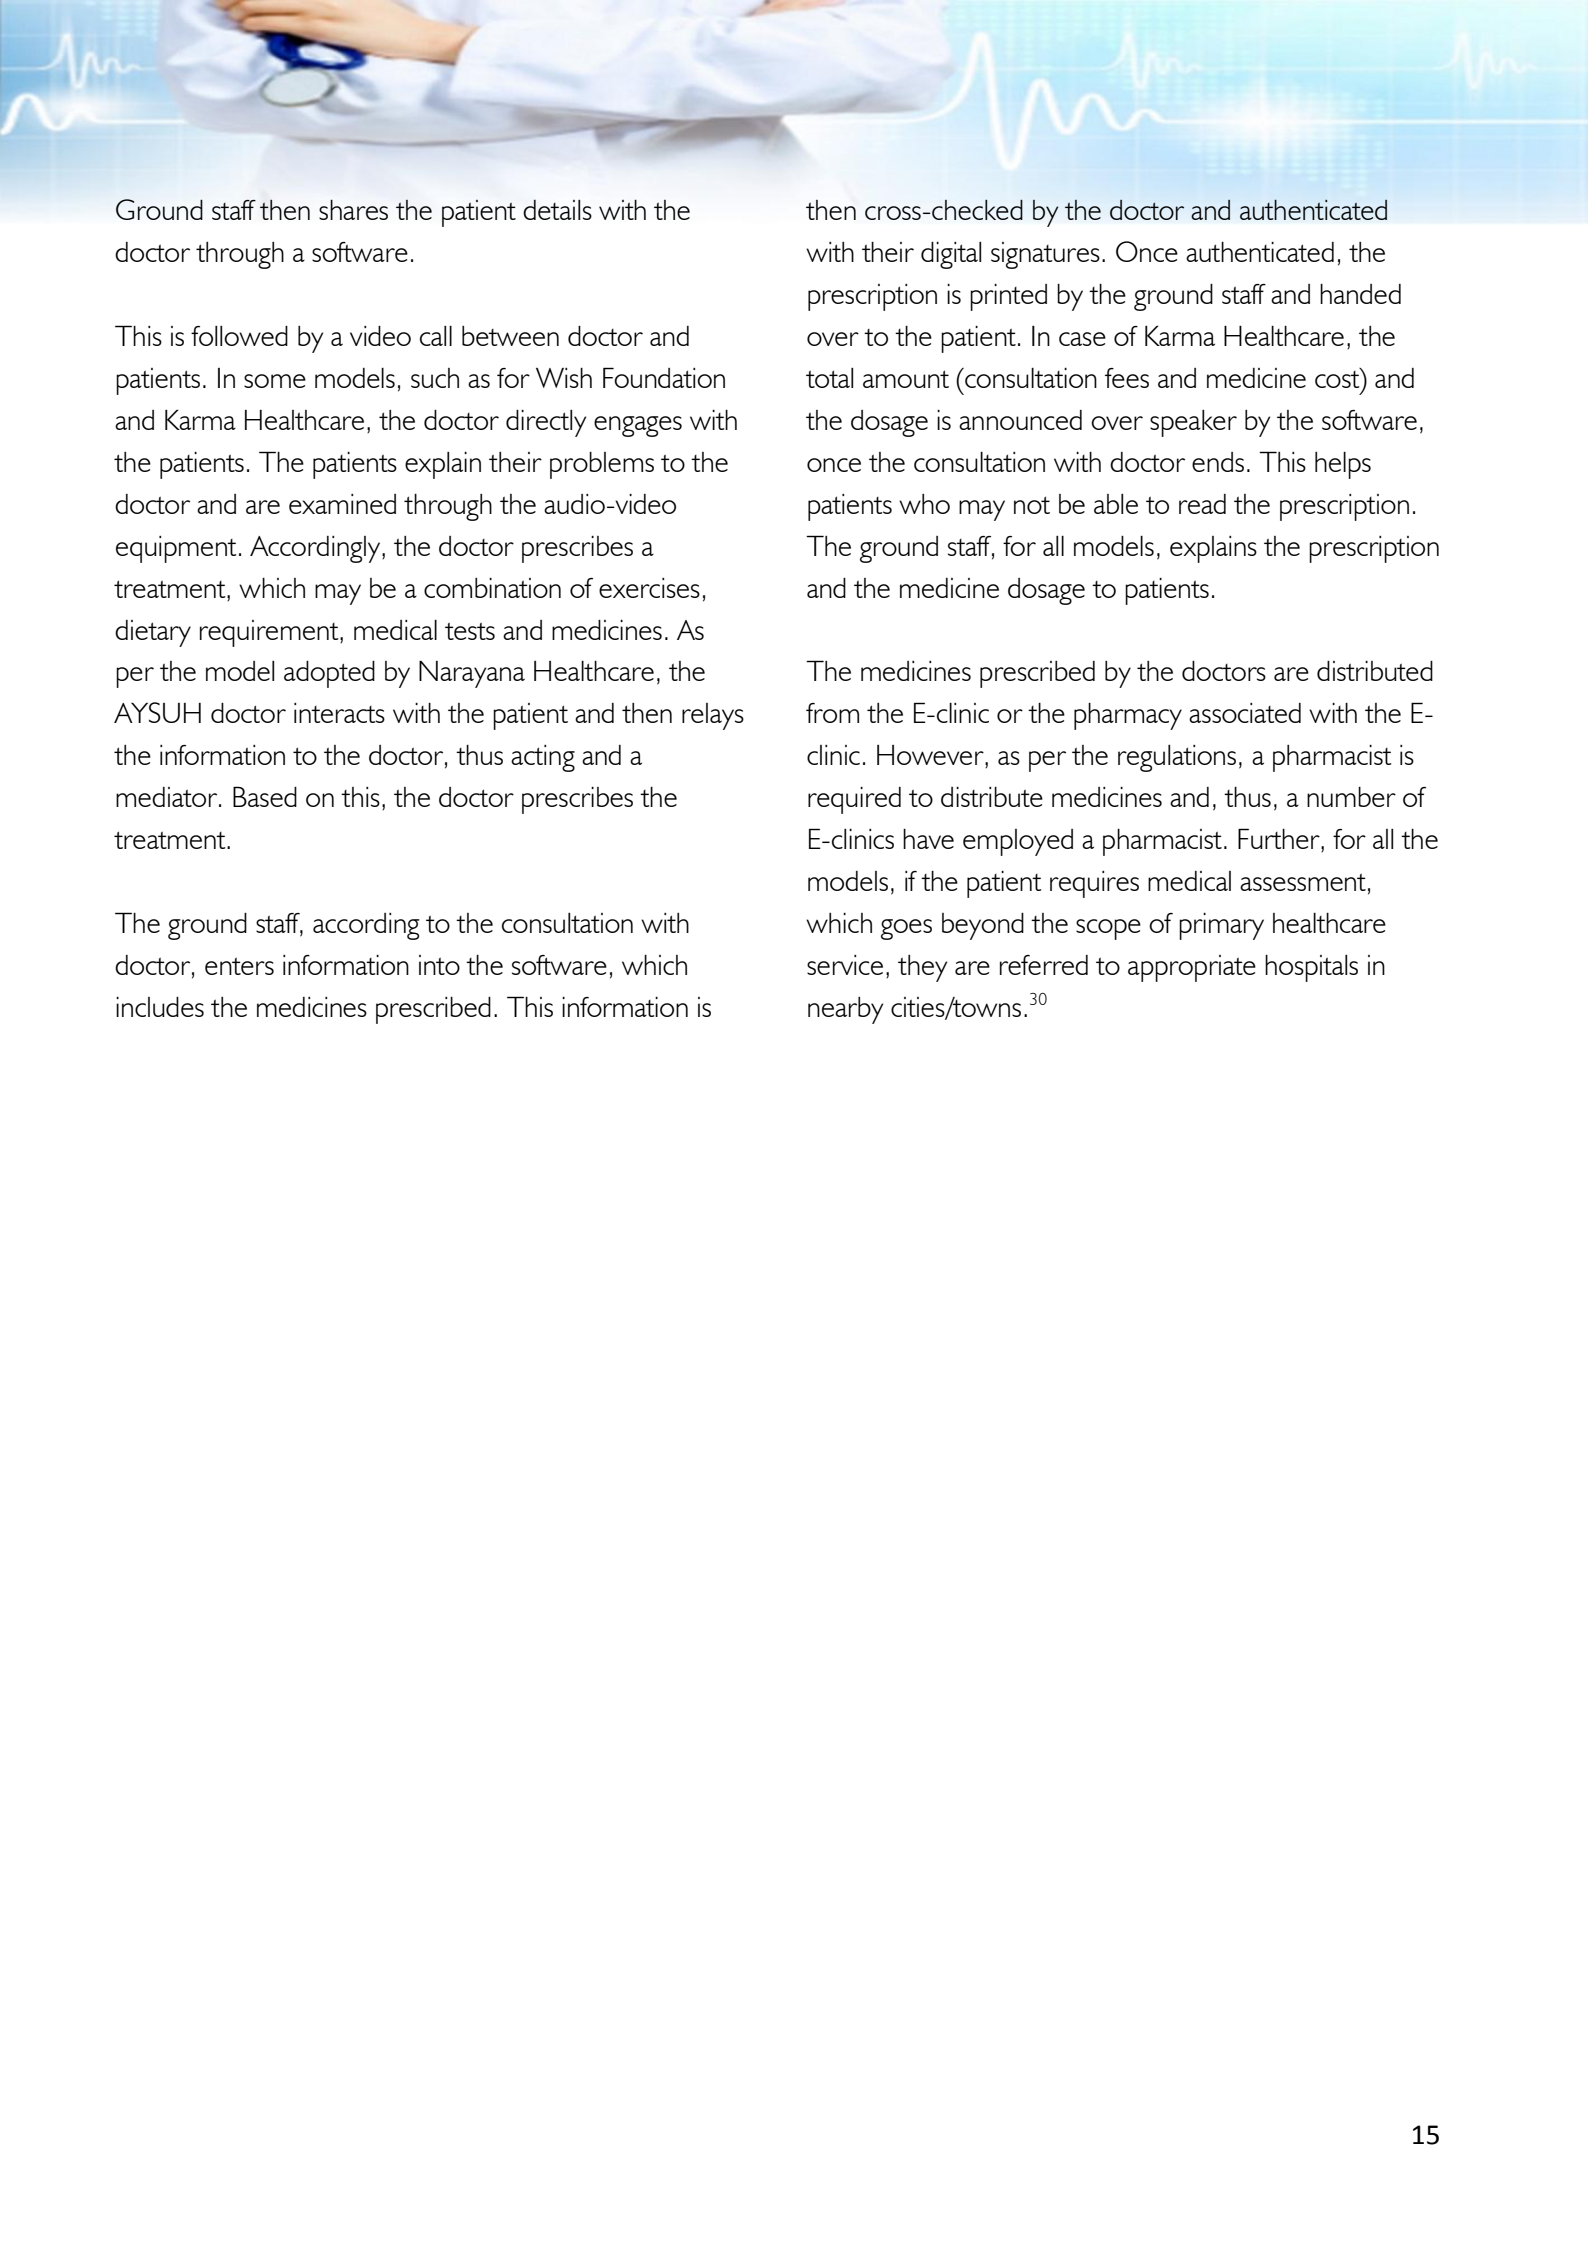 Ground staff then shares the patient details with the
doctor through a software.
This is followed by a video call between doctor and
patients. In some models, such as for Wish Foundation
and Karma Healthcare, the doctor directly engages with
the patients. The patients explain their problems to the
doctor and are examined through the audio-video
equipment. Accordingly, the doctor prescribes a
treatment, which may be a combination of exercises,
dietary requirement, medical tests and medicines. As
per the model adopted by Narayana Healthcare, the
AYSUH doctor interacts with the patient and then relays
the information to the doctor, thus acting and a
mediator. Based on this, the doctor prescribes the
treatment.
The ground staff, according to the consultation with
doctor, enters information into the software, which
includes the medicines prescribed. This information is
then cross-checked by the doctor and authenticated
with their digital signatures. Once authenticated, the
prescription is printed by the ground staff and handed
over to the patient. In case of Karma Healthcare, the
total amount (consultation fees and medicine cost) and
the dosage is announced over speaker by the software,
once the consultation with doctor ends. This helps
patients who may not be able to read the prescription.
The ground staff, for all models, explains the prescription
and the medicine dosage to patients.
The medicines prescribed by the doctors are distributed
from the E-clinic or the pharmacy associated with the E-
clinic. However, as per the regulations, a pharmacist is
required to distribute medicines and, thus, a number of
E-clinics have employed a pharmacist. Further, for all the
models, if the patient requires medical assessment,
which goes beyond the scope of primary healthcare
service, they are referred to appropriate hospitals in
nearby cities/towns.30
15